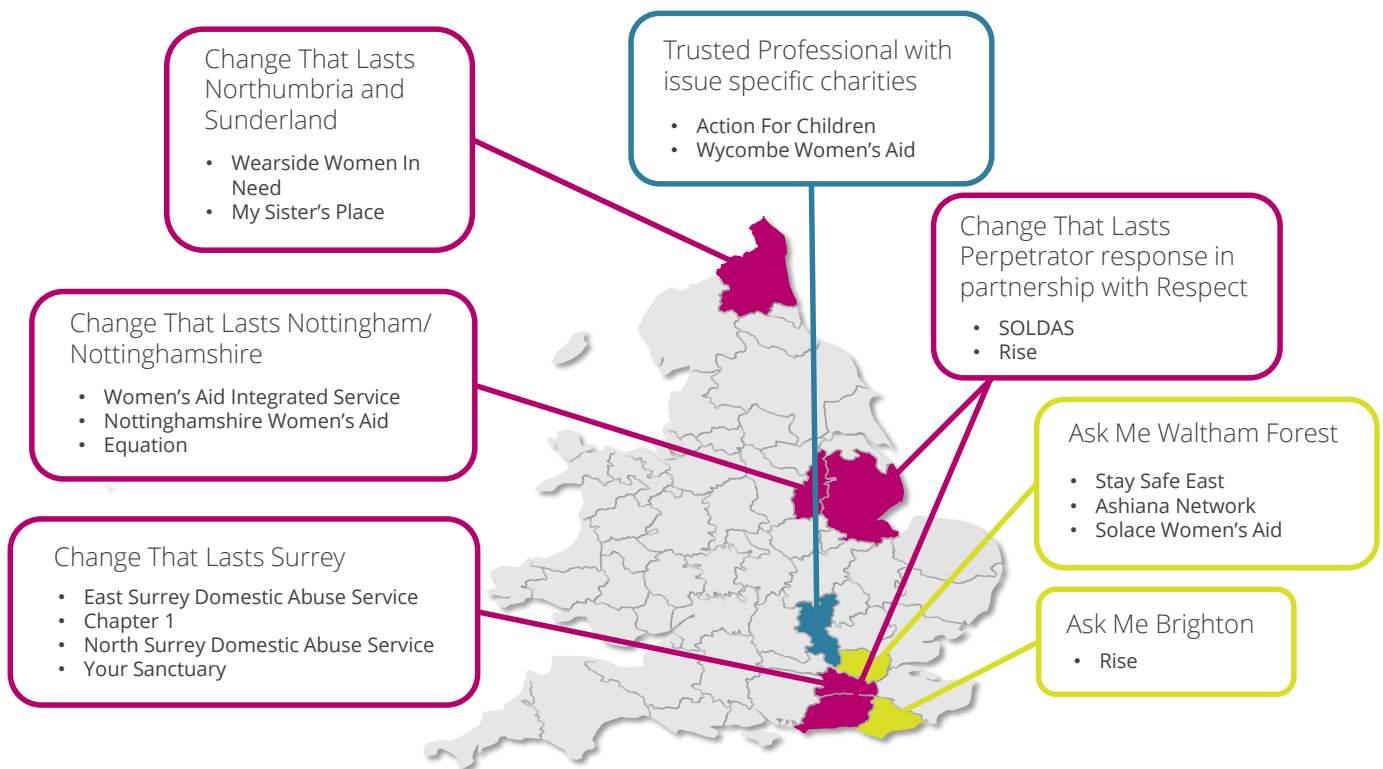 Change That Lasts
Northumbria and
Sunderland
• Wearside Women In
Need
• My Sister's Place
Trusted Professional with
issue specific charities
• Action For Children
• Wycombe Women's Aid
Change That Lasts
Perpetrator response in
partnership with Respect
• SOLDAS
• Rise
Change That Lasts Nottingham/
Nottinghamshire
• Women's Aid Integrated Service
• Nottinghamshire Women's Aid
• Equation
Ask Me Waltham Forest
• Stay Safe East
• Ashiana Network
• Solace Women's Aid
Change That Lasts Surrey
• East Surrey Domestic Abuse Service
• Chapter 1
• North Surrey Domestic Abuse Service
• Your Sanctuary
Ask Me Brighton
• Rise